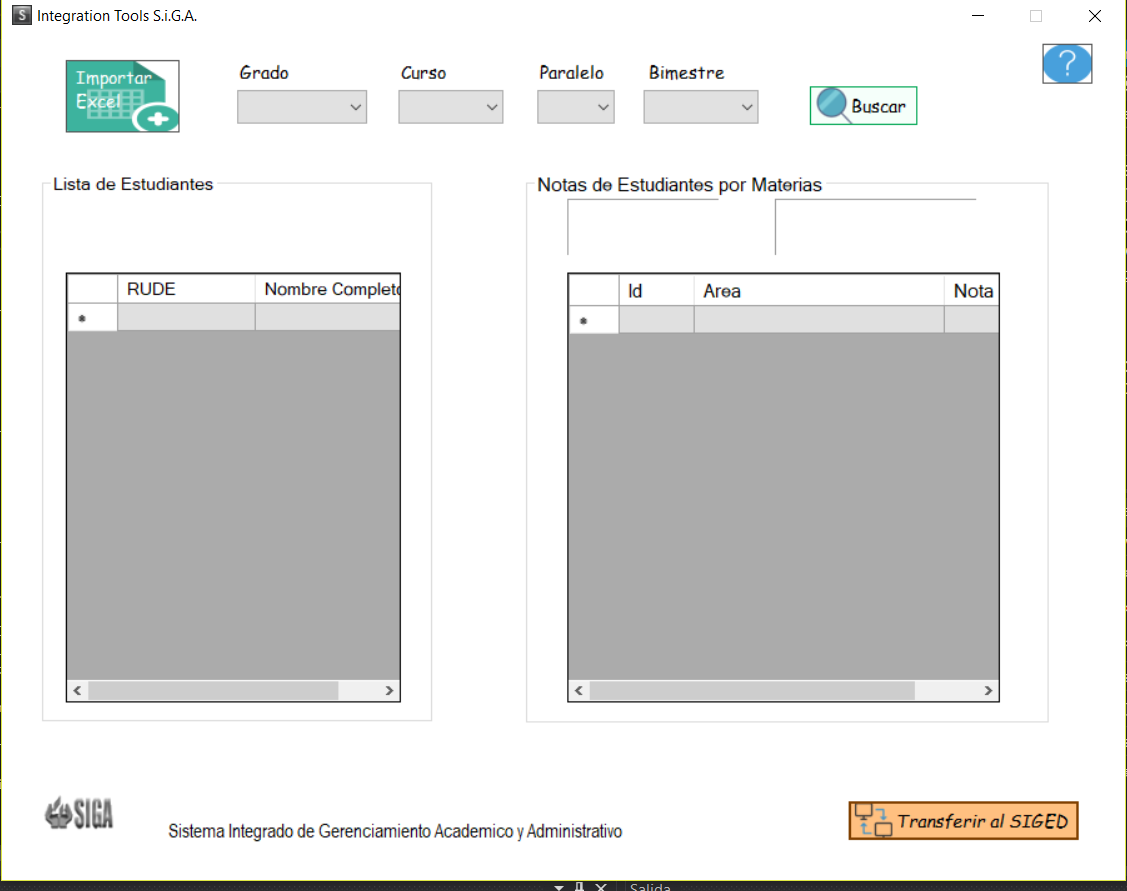 S Integration Tools S.i.G.A.
Importar
Excel
Grado
Curso
Paralelo
Bimestre
?
Buscar
Lista de Estudiantes
Notas de Estudiantes por Materias
RUDE
Nombre Completo
*
Id
Area
Nota
*
SIGA
Sistema Integrado de Gerenciamiento Academico y Administrativo
Transferir al SIGED
Salida